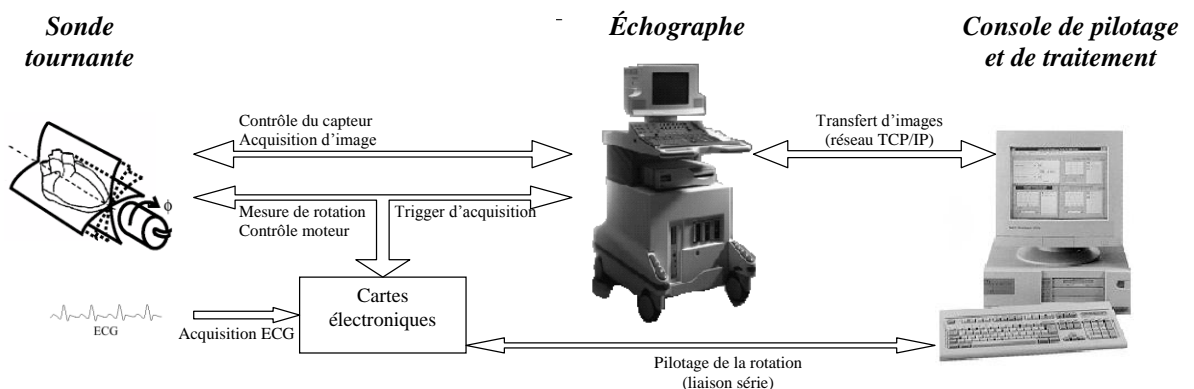 Sonde
tournante
Échographe
Console de pilotage
et de traitement
Contrôle du capteur
Acquisition d'image
Transfert d'images
(réseau TCP/IP)
ϕ
Mesure de rotation
Contrôle moteur
Trigger d'acquisition
Cartes
électroniques
ECG
Acquisition ECG
Pilotage de la rotation
(liaison série)